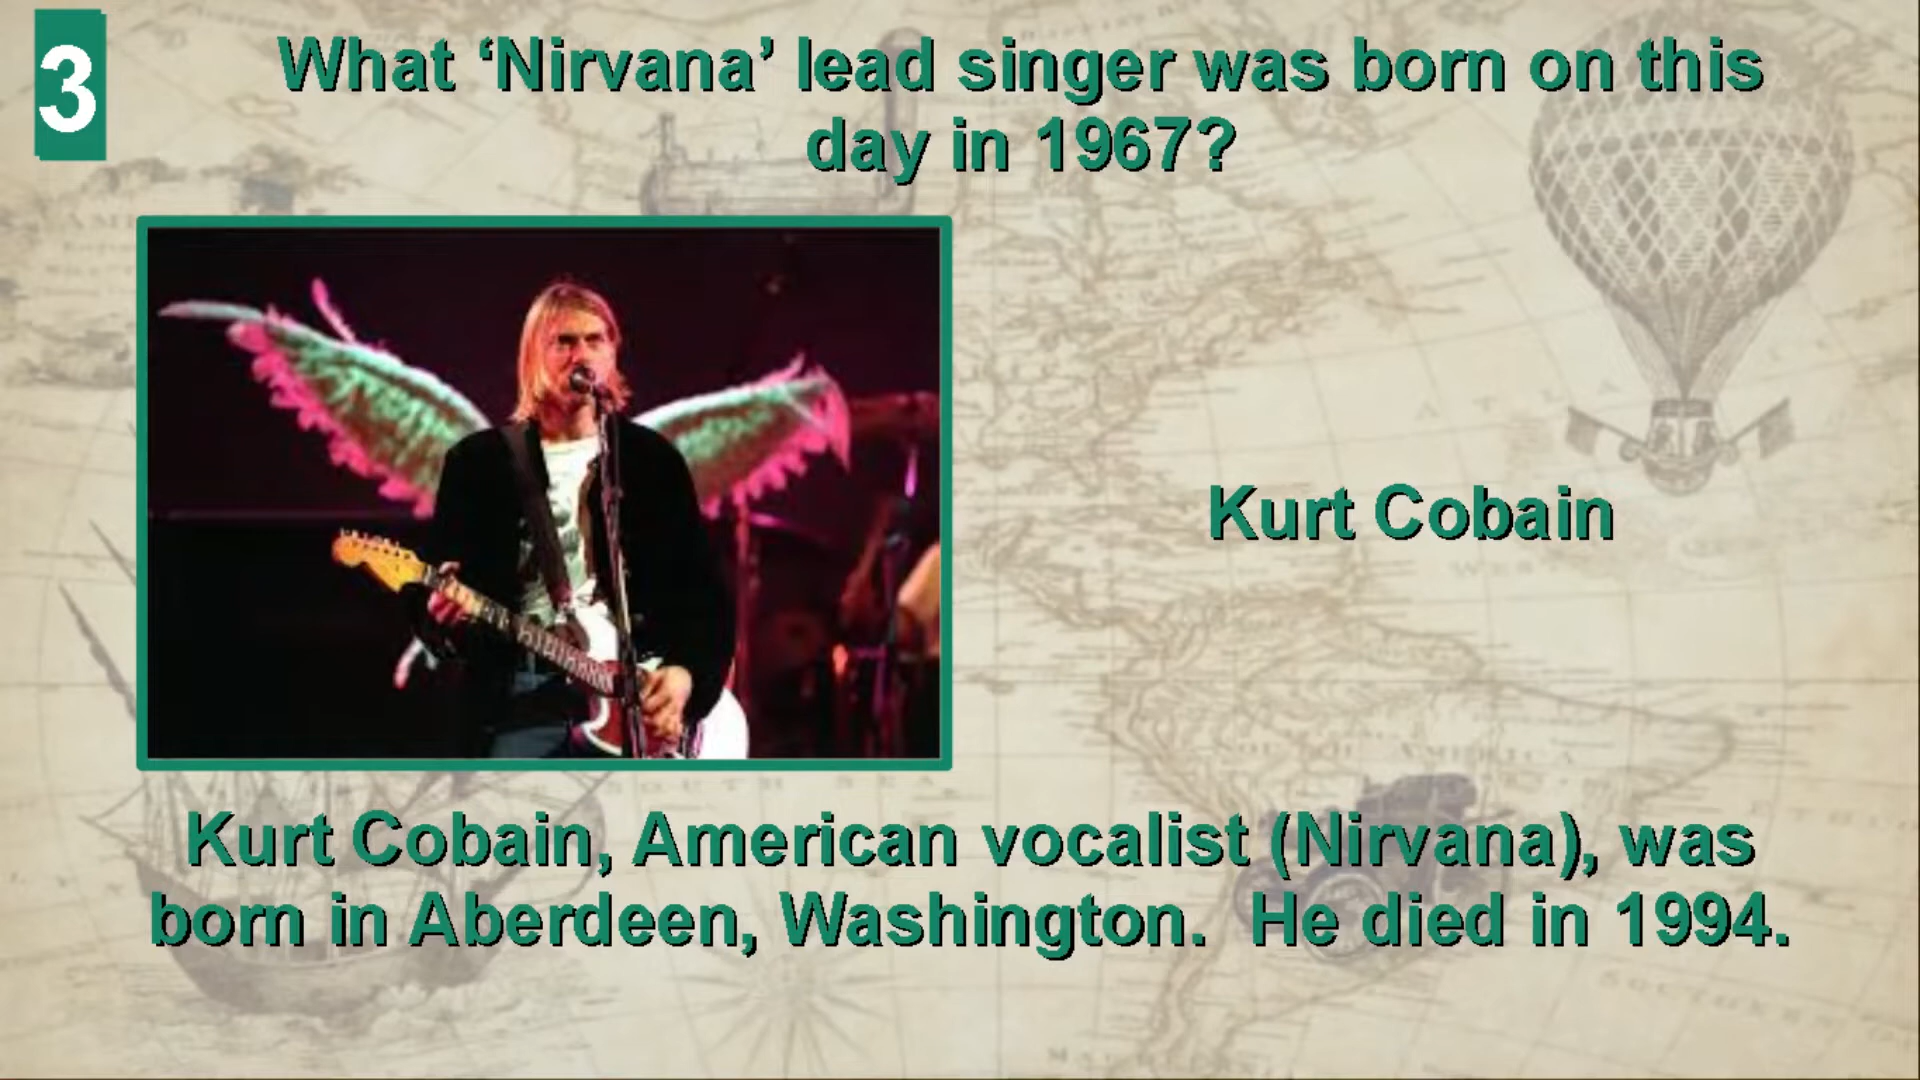 3
What ‘Nirvana’ lead singer was born on this
day in 1967?
Kurt Cobain
Kurt Cobain, American vocalist (Nirvana), was
born in Aberdeen, Washington.  He died in 1994.